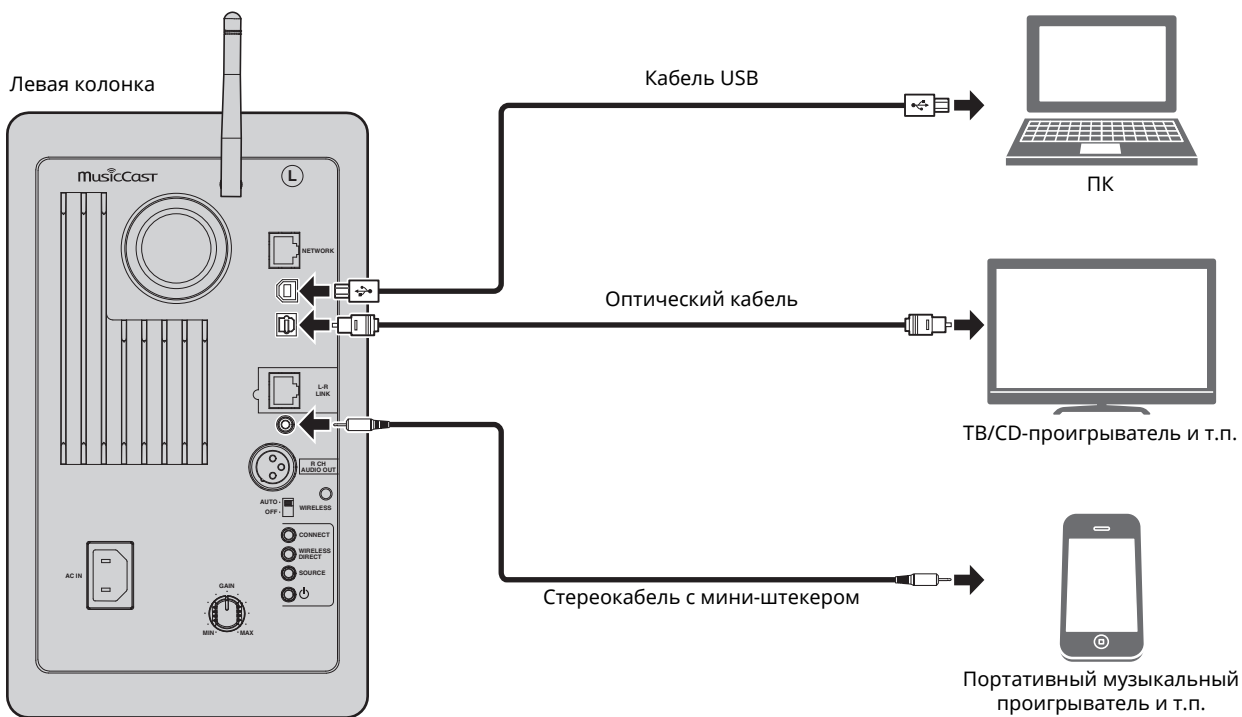 Левая колонка
Кабель USB
MusicCast
L
ПК
NETWORK
Оптический кабель
L-R
LINK
ТВ/CD-проигрыватель и т.п.
R CH
AUDIO OUT
AUTO
OFF
WIRELESS
CONNECT
WIRELESS
DIRECT
SOURCE
AC IN
GAIN
MIN
MAX
Стереокабель с мини-штекером
Портативный музыкальный
проигрыватель и т.п.